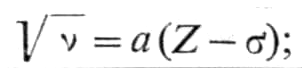 √ν = a (Z − σ);